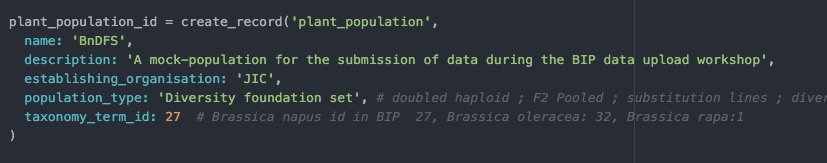 plant_population_id = create_record('plant_population',
name: 'BnDFS',
description: 'A mock-population for the submission of data during the BIP data upload workshop',
establishing_organisation: 'JIC',
population_type: 'Diversity foundation set', # doubled haploid ; F2 Pooled ; substitution lines ; diver
taxonomy_term_id: 27 # Brassica napus id in BIP 27, Brassica oleracea: 32, Brassica rapa:1
)